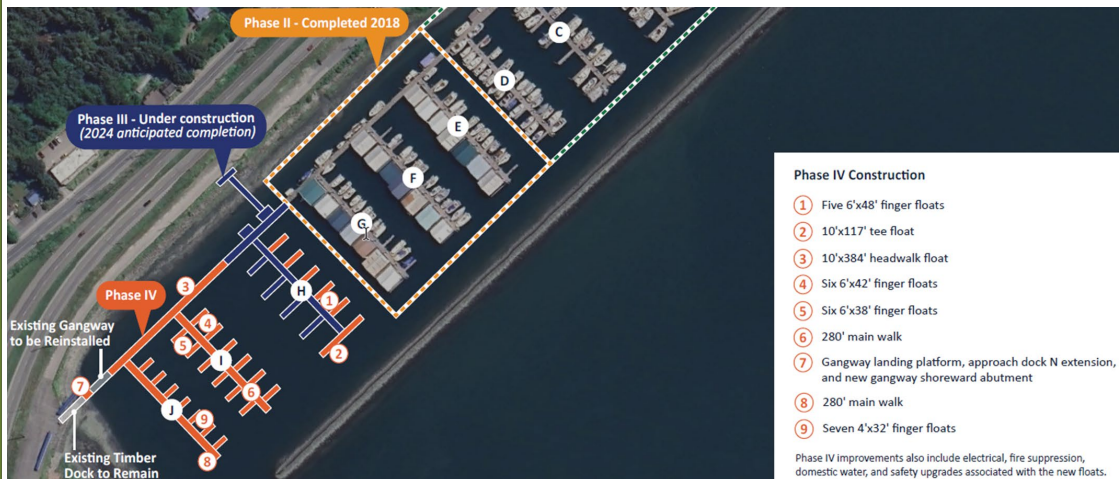 Phase II - Completed 2018
Phase III - Under construction
(2024 anticipated completion)
C
D
E
F
G
H
I
J
Phase IV
Existing Gangway
to be Reinstalled
Existing Timber
Dock to Remain
3
1
4
5
2
7
6
9
8
Phase IV Construction
1 Five 6'x48' finger floats
2 10'x117' tee float
3 10'x384' headwalk float
4 Six 6'x42' finger floats
5 Six 6'x38' finger floats
6 280' main walk
7 Gangway landing platform, approach dock N extension,
and new gangway shoreward abutment
8 280' main walk
9 Seven 4'x32' finger floats
Phase IV improvements also include electrical, fire suppression,
domestic water, and safety upgrades associated with the new floats.